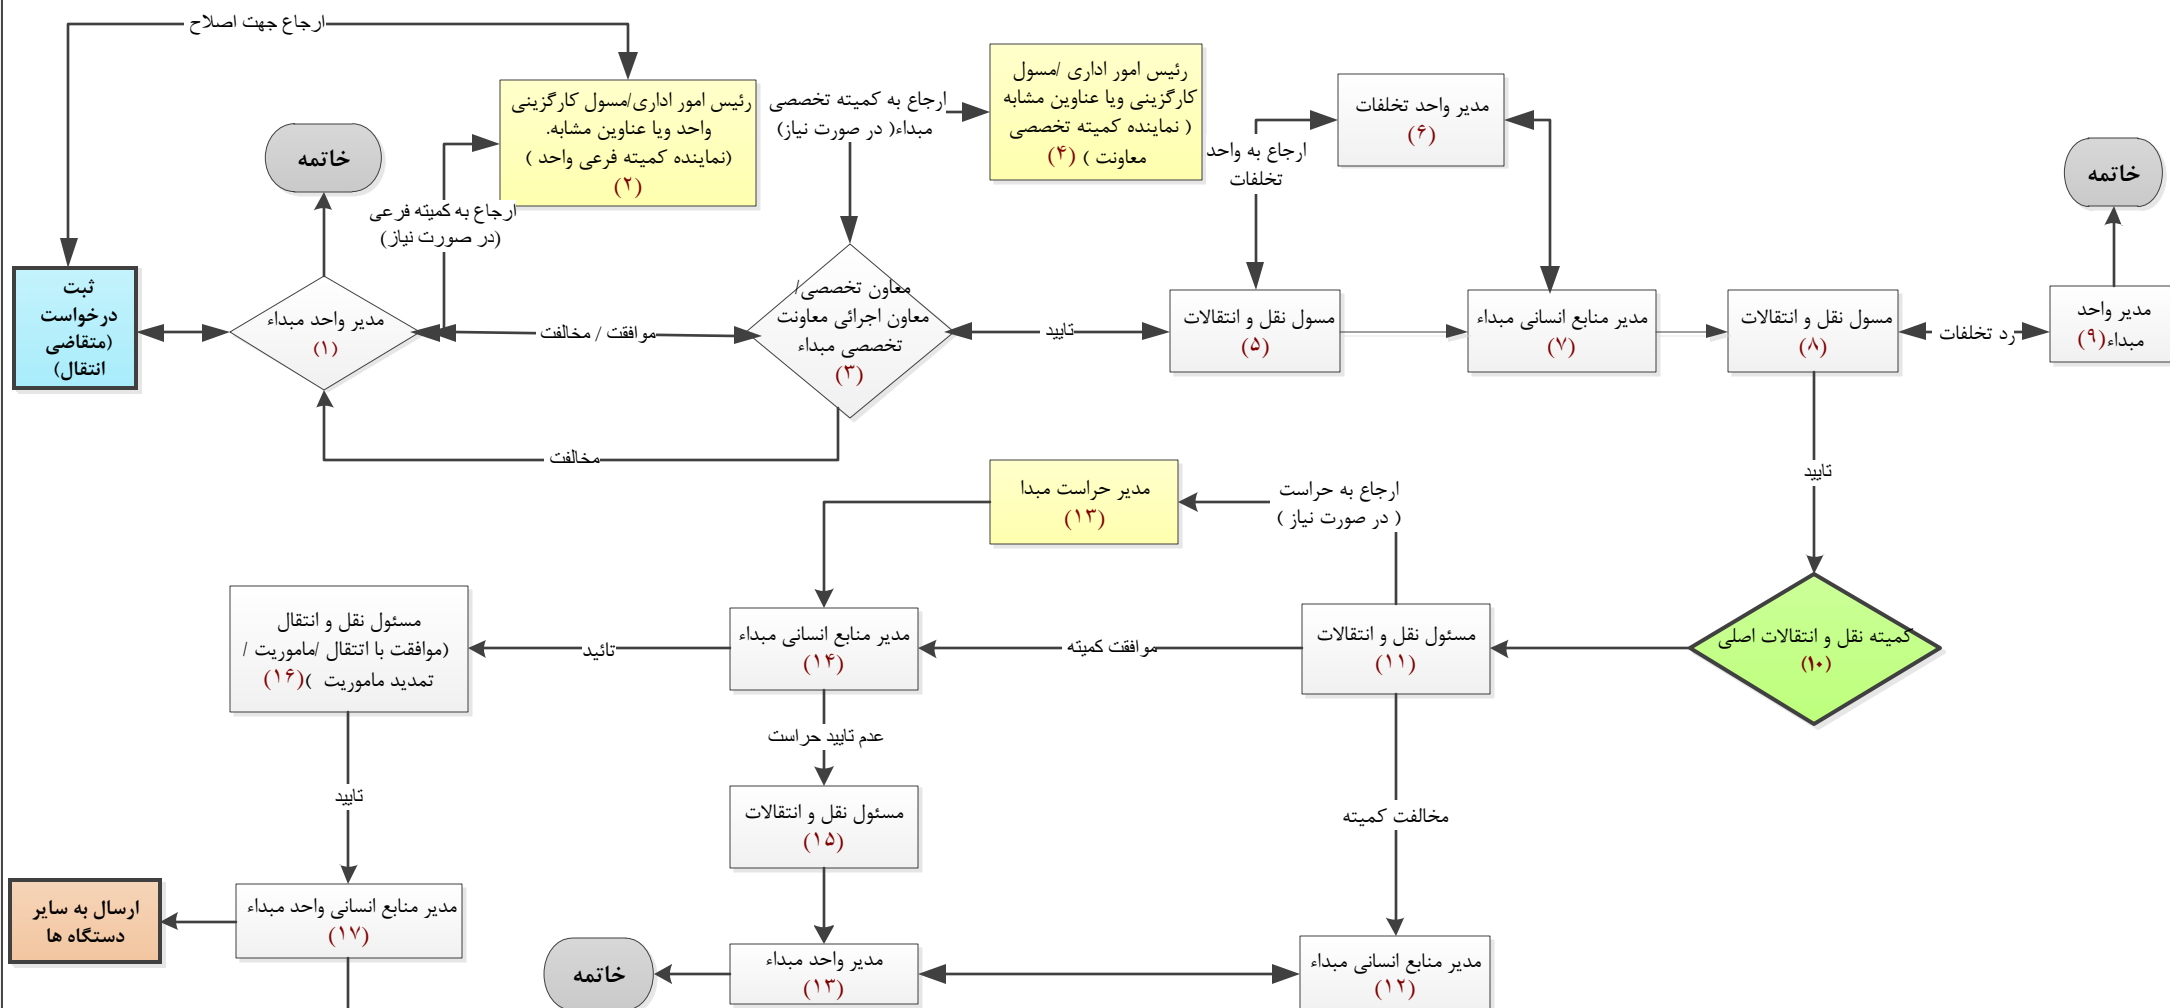 ارجاع جهت اصلاح
ثبت
درخواست
(متقاضی
انتقال)
خاتمه
مدیر واحد مبداء
(۱)
رئیس امور اداری/مسول کارگزینی
واحد ویا عناوین مشابه.
(نماینده کمیته فرعی واحد )
(۲)
ارجاع به کمیته فرعی
(در صورت نیاز)
موافقت / مخالفت
ارجاع به کمیته تخصصی
مبداء( در صورت نیاز)
معاون تخصصی/
معاون اجرائی معاونت
تخصصی مبداء
(۳)
مخالفت
رئیس امور اداری /مسول
کارگزینی ویا عناوین مشابه
( نماینده کمیته تخصصی
معاونت ) (۴)
تایید
ارجاع به واحد
تخلفات
مسول نقل و انتقالات
(۵)
مدیر واحد تخلفات
(۶)
مدیر منابع انسانی مبداء
(۷)
مسول نقل و انتقالات
(۸)
رد تخلفات
مدیر واحد
مبداء(۹)
خاتمه
تایید
کمیته نقل و انتقالات اصلی
(۱۰)
مسئول نقل و انتقالات
(۱۱)
ارجاع به حراست
( در صورت نیاز )
مدیر حراست مبدا
(۱۳)
موافقت کمیته
مخالفت کمیته
مدیر منابع انسانی مبداء
(۱۲)
مدیر منابع انسانی مبداء
(۱۴)
عدم تایید حراست
مسئول نقل و انتقالات
(۱۵)
مدیر واحد مبداء
(۱۳)
خاتمه
تائید
مسئول نقل و انتقال
(موافقت با اتتقال /ماموریت /
تمدید ماموریت )(۱۶)
تایید
مدیر منابع انسانی واحد مبداء
(۱۷)
ارسال به سایر
دستگاه ها